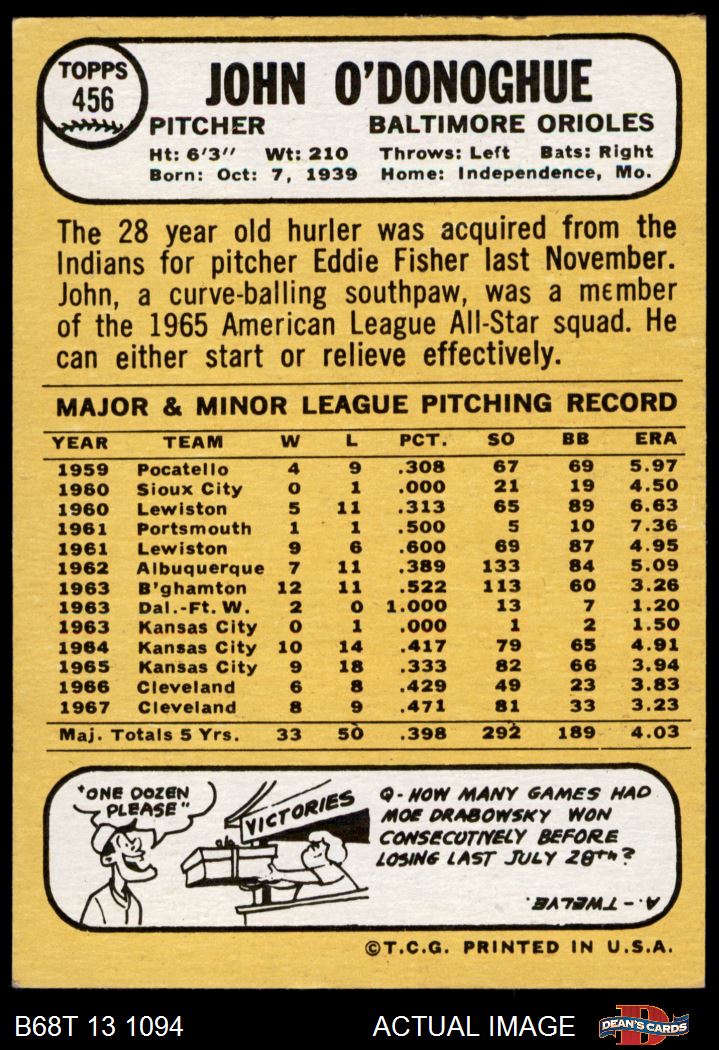 TOPPS
456
JOHN O'DONOGHUE
PITCHER BALTIMORE ORIOLES
Ht: 6'3" Wt: 210 Throws: Left Bats: Right
Born: Oct: 7, 1939 Home: Independence, Mo.
The 28 year old hurler was acquired from the
Indians for pitcher Eddie Fisher last November.
John, a curve-balling southpaw, was a member
of the 1965 American League All-Star squad. He
can either start or relieve effectively.
MAJOR & MINOR LEAGUE PITCHING RECORD
YEAR TEAM W L PCT. SO BB ERA
1959 Pocatello 4 9 .308 67 69 5.97
1960 Sioux City 0 1 .000 21 19 4.50
1960 Lewiston 5 11 .313 65 89 6.63
1961 Portsmouth 1 1 .500 5 10 7.36
1961 Lewiston 9 6 .600 69 87 4.95
1962 Albuquerque 7 11 .389 133 84 5.09
1963 B'ghamton 12 11 .522 113 60 3.26
1963 Dal.-Ft. W. 2 0 1.000 13 7 1.20
1963 Kansas City 0 1 .000 1 2 1.50
1964 Kansas City 10 14 .417 79 65 4.91
1965 Kansas City 9 18 .333 82 66 3.94
1966 Cleveland 6 8 .429 49 23 3.83
1967 Cleveland 8 9 .471 81 33 3.23
Maj. Totals 5 Yrs. 33 50 .398 292 189 4.03
"ONE DOZEN
PLEASE"
VICTORIES
Q-HOW MANY GAMES HAD
MOE DRABOWSKY WON
CONSECUTIVELY BEFORE
LOSING LAST JULY 28TH?
A.-TWELVE.
©T.C.G. PRINTED IN U.S.A.
B68T 13 1094 ACTUAL IMAGE
D
DEAN'S CARDS